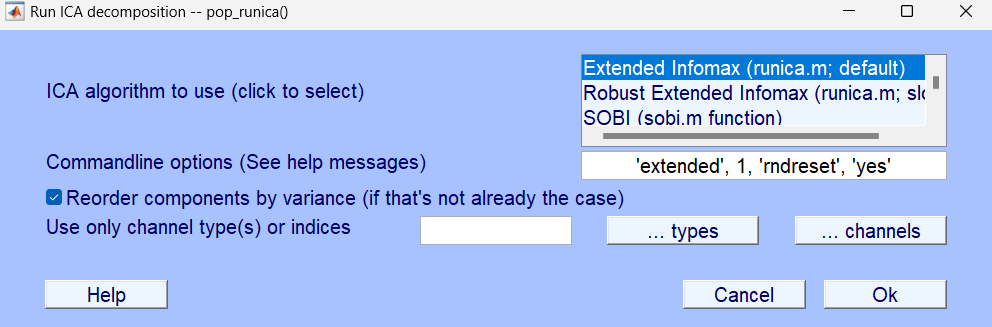 Run ICA decomposition -- pop_runica()
ICA algorithm to use (click to select)
Extended Infomax (runica.m; default)
Robust Extended Infomax (runica.m; slo
SOBI (sobi.m function)
Commandline options (See help messages)
'extended', 1, 'rndreset', 'yes'
Reorder components by variance (if that's not already the case)
Use only channel type(s) or indices
... types
... channels
Help
Cancel
Ok